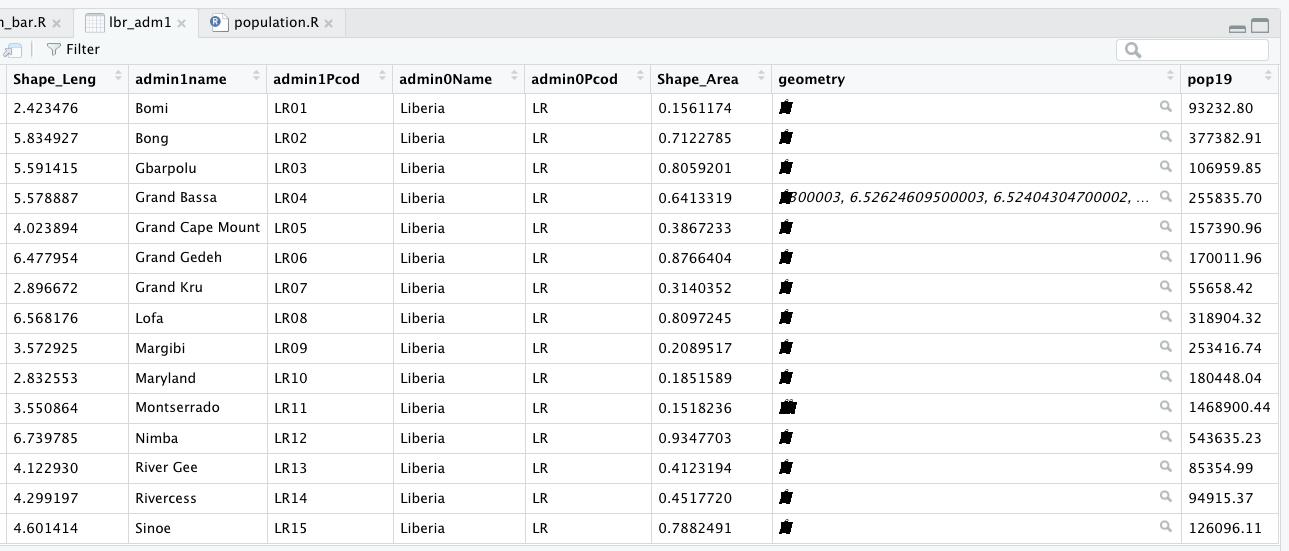 n_bar.R lbr_adm1 population.R
Filter
Shape_Leng admin1name admin1Pcod admin0Name admin0Pcod Shape_Area geometry pop19
2.423476 Bomi LR01 Liberia LR 0.1561174 93232.80
5.834927 Bong LR02 Liberia LR 0.7122785 377382.91
5.591415 Gbarpolu LR03 Liberia LR 0.8059201 106959.85
5.578887 Grand Bassa LR04 Liberia LR 0.6413319 300003, 6.52624609500003, 6.52404304700002, ... 255835.70
4.023894 Grand Cape Mount LR05 Liberia LR 0.3867233 157390.96
6.477954 Grand Gedeh LR06 Liberia LR 0.8766404 170011.96
2.896672 Grand Kru LR07 Liberia LR 0.3140352 55658.42
6.568176 Lofa LR08 Liberia LR 0.8097245 318904.32
3.572925 Margibi LR09 Liberia LR 0.2089517 253416.74
2.832553 Maryland LR10 Liberia LR 0.1851589 180448.04
3.550864 Montserrado LR11 Liberia LR 0.1518236 1468900.44
6.739785 Nimba LR12 Liberia LR 0.9347703 543635.23
4.122930 River Gee LR13 Liberia LR 0.4123194 85354.99
4.299197 Rivercess LR14 Liberia LR 0.4517720 94915.37
4.601414 Sinoe LR15 Liberia LR 0.7882491 126096.11